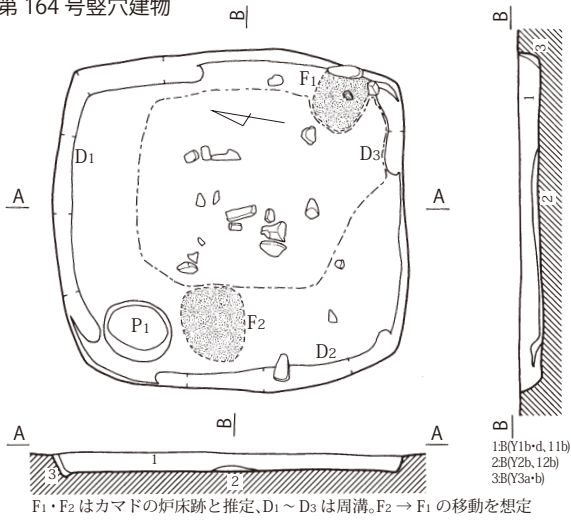 第 164 号竪穴建物
B
B
F1
3
1
D1
D3
A
A
2
P1
F2
D2
B
B
A
A
1
3
2
1:B(Y1b・d、11b)
2:B(Y2b、12b)
3:B(Y3a・b)
F1・F2 はカマドの炉床跡と推定、D1 ~ D3 は周溝。F2 → F1 の移動を想定